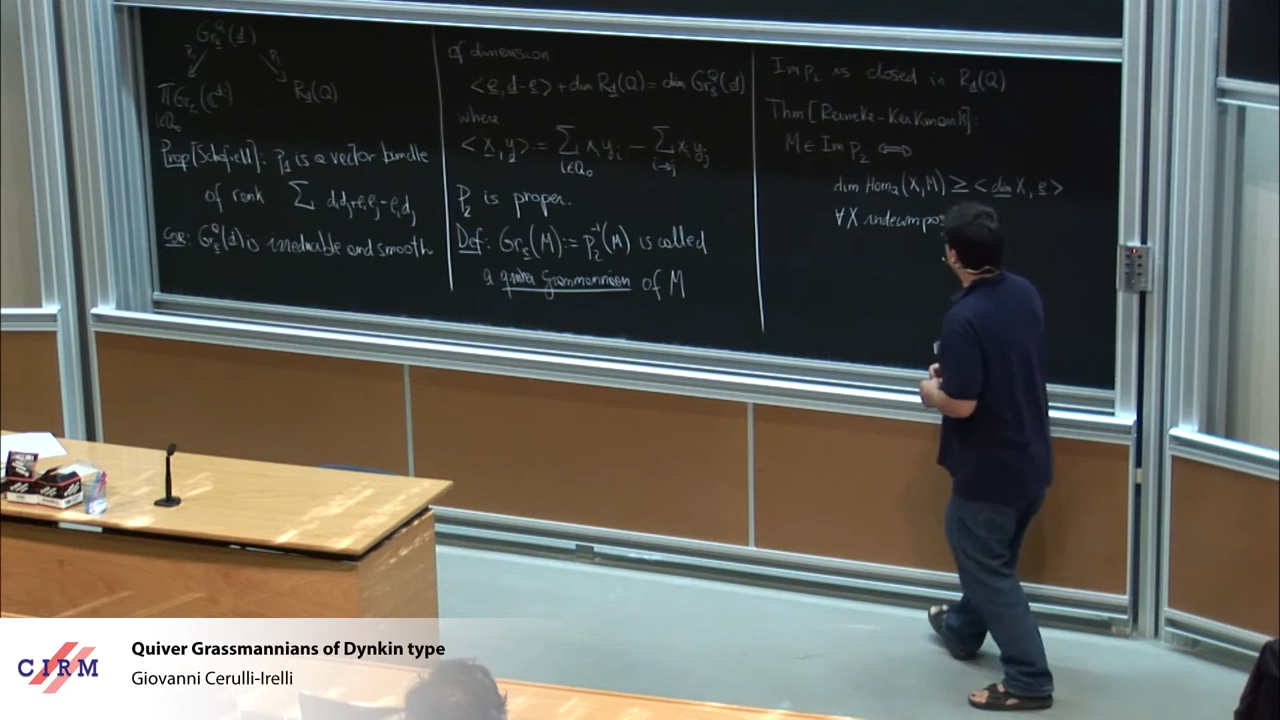 Gr_e^Q(d)
p_1 p_2
∏ Gr_{e_i}(C^{d_i}) R_d(Q)
i∈Q_0
Prop[Schofield]: p_1 is a vector bundle
of rank ∑ d_i d_j + e_i e_j - e_i d_j
Cor: Gr_e^Q(d) is irreducible and smooth
of dimension
<e, d-e> + dim R_d(Q) = dim Gr_e^Q(d)
where
<x, y> = ∑_{i∈Q_0} x_i y_i − ∑_{i→j} x_i y_j
p_2 is proper.
Def: Gr_e(M) := p_2^{-1}(M) is called
a quiver Grassmannian of M
Im p_2 is closed in R_d(Q)
Thm [Reineke-
M ∈ Im p_2 ⟺
dim Hom_Q(X,M) ≥ <dim X, e>
∀X
CIRM
Quiver Grassmannians of Dynkin type
Giovanni Cerulli-Irelli